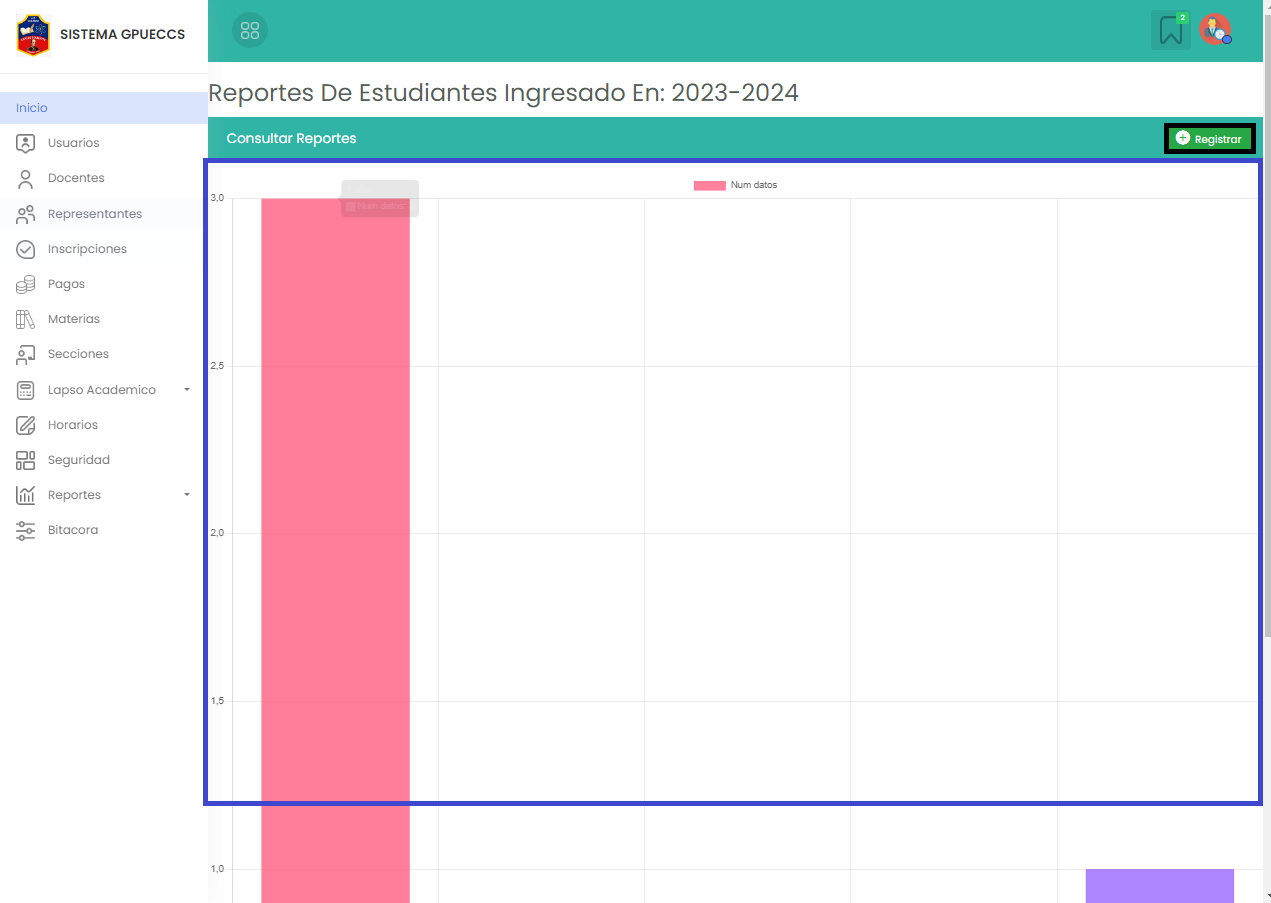 SISTEMA GPUECCS
2
Inicio
Usuarios
Docentes
Representantes
Inscripciones
Pagos
Materias
Secciones
Lapso Academico
Horarios
Seguridad
Reportes
Bitacora
Reportes De Estudiantes Ingresado En: 2023-2024
Consultar Reportes
Registrar
Num datos
Num datos:
3,0
2,5
2,0
1,5
1,0